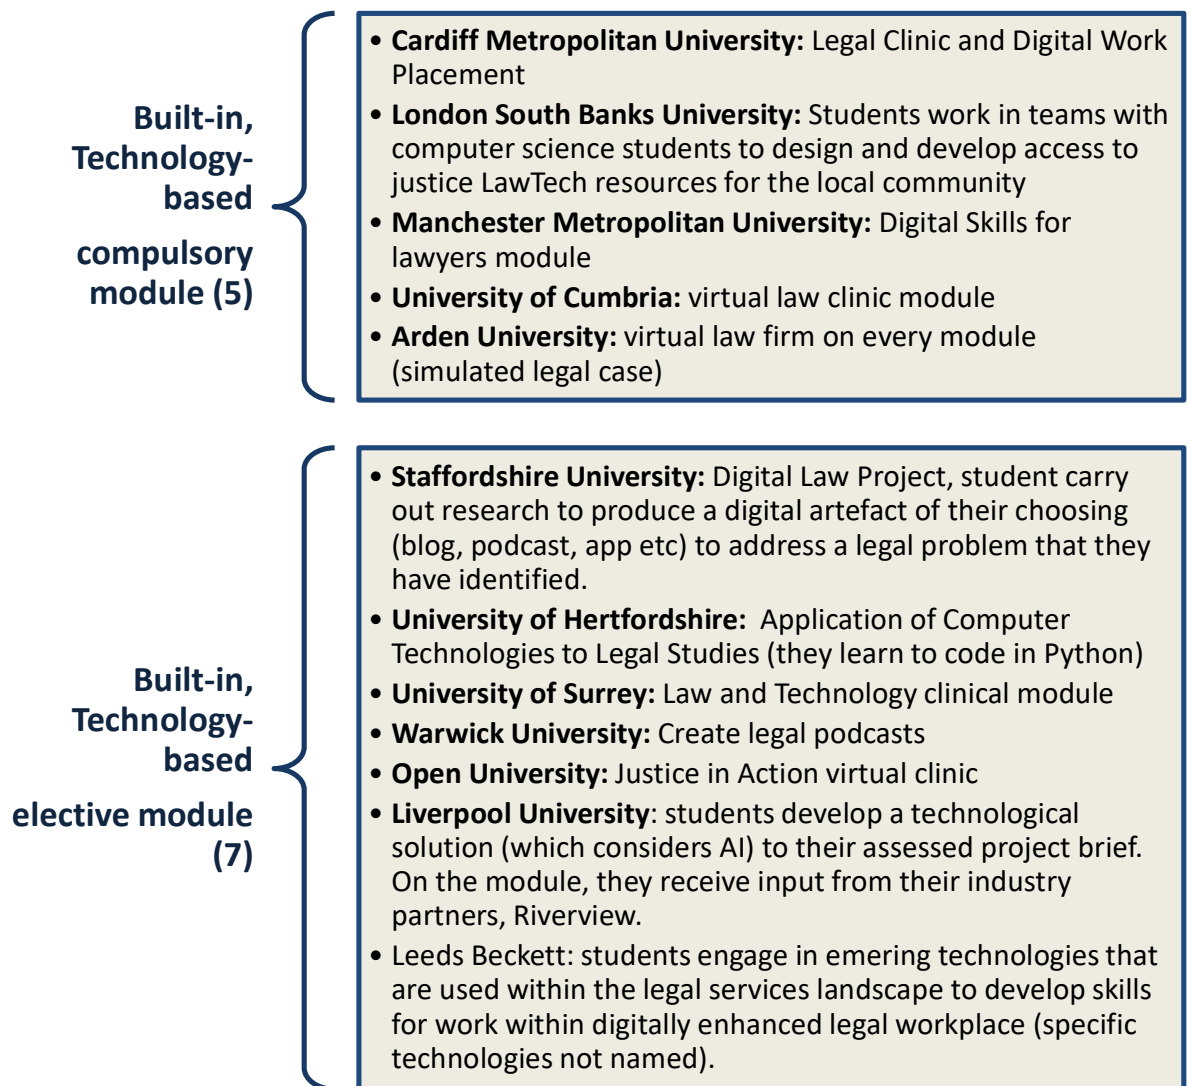 Built-in,
Technology-
based
compulsory
module (5)
• Cardiff Metropolitan University: Legal Clinic and Digital Work
Placement
• London South Banks University: Students work in teams with
computer science students to design and develop access to
justice LawTech resources for the local community
• Manchester Metropolitan University: Digital Skills for
lawyers module
• University of Cumbria: virtual law clinic module
• Arden University: virtual law firm on every module
(simulated legal case)
Built-in,
Technology-
based
elective module
(7)
• Staffordshire University: Digital Law Project, student carry
out research to produce a digital artefact of their choosing
(blog, podcast, app etc) to address a legal problem that they
have identified.
• University of Hertfordshire:  Application of Computer
Technologies to Legal Studies (they learn to code in Python)
• University of Surrey: Law and Technology clinical module
• Warwick University: Create legal podcasts
• Open University: Justice in Action virtual clinic
• Liverpool University: students develop a technological
solution (which considers AI) to their assessed project brief.
On the module, they receive input from their industry
partners, Riverview.
• Leeds Beckett: students engage in emering technologies that
are used within the legal services landscape to develop skills
for work within digitally enhanced legal workplace (specific
technologies not named).